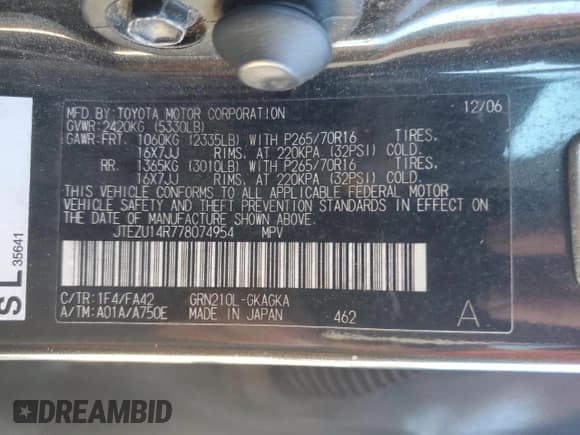 MFD. BY: TOYOTA MOTOR CORPORATION 12/06
GVWR: 2420KG (5330LB)
GAWR: FRT. 1060KG (2335LB) WITH P265/70R16 TIRES,
16X7JJ RIMS, AT 220KPA (32PSI) COLD.
RR. 1365KG (3010LB) WITH P265/70R16 TIRES,
16X7JJ RIMS, AT 220KPA (32PSI) COLD.
THIS VEHICLE CONFORMS TO ALL APPLICABLE FEDERAL MOTOR
VEHICLE SAFETY AND THEFT PREVENTION STANDARDS IN EFFECT ON
THE DATE OF MANUFACTURE SHOWN ABOVE.
JTEZU14R778074954 MPV
C/TR: 1F4/FA42 GRN210L-GKAGKA
A/TM: A01A/A750E MADE IN JAPAN 462 A
SL
35641
DREAMBID